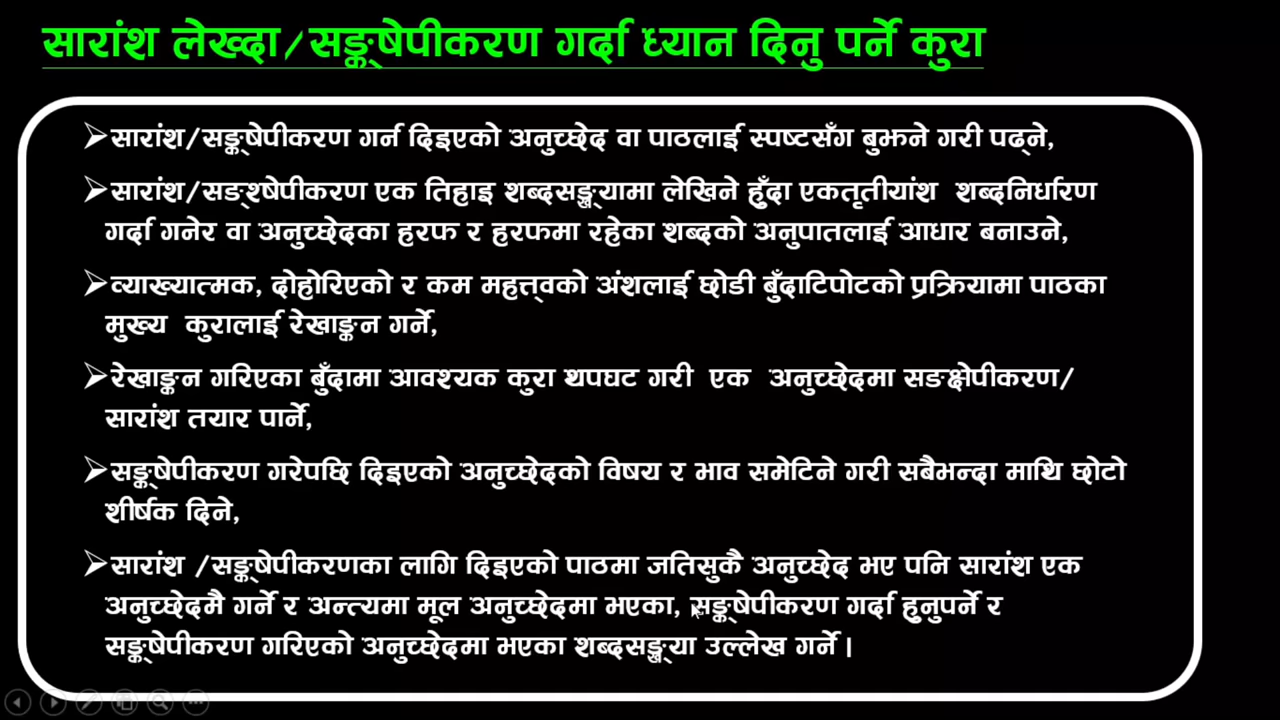 सारांश लेख्दा/सङ्क्षेपीकरण गर्दा ध्यान दिनु पर्ने कुरा
➢सारांश/सङ्क्षेपीकरण गर्न दिइएको अनुच्छेद वा पाठलाई स्पष्टसँग बुझ्ने गरी पढ्ने,
➢सारांश/सङ्क्षेपीकरण एक तिहाइ शब्दसङ्ख्यामा लेखिने हुँदा एकतृतीयांश शब्दनिर्धारण
गर्दा गनेर वा अनुच्छेदका हरफ र हरफमा रहेका शब्दको अनुपातलाई आधार बनाउने,
➢व्याख्यात्मक, दोहोरिएको र कम महत्त्वको अंशलाई छोडी बुँदाटिपोटको प्रक्रियामा पाठका
मुख्य कुरालाई रेखाङ्कन गर्ने,
➢रेखाङ्कन गरिएका बुँदामा आवश्यक कुरा थपघट गरी एक अनुच्छेदमा सङक्षेपीकरण/
सारांश तयार पार्ने,
➢सङ्क्षेपीकरण गरेपछि दिइएको अनुच्छेदको विषय र भाव समेटिने गरी सबैभन्दा माथि छोटो
शीर्षक दिने,
➢सारांश /सङ्क्षेपीकरणका लागि दिइएको पाठमा जतिसुकै अनुच्छेद भए पनि सारांश एक
अनुच्छेदमै गर्ने र अन्त्यमा मूल अनुच्छेदमा भएका, सङ्क्षेपीकरण गर्दा हुनुपर्ने र
सङ्क्षेपीकरण गरिएको अनुच्छेदमा भएका शब्दसङ्ख्या उल्लेख गर्ने ।